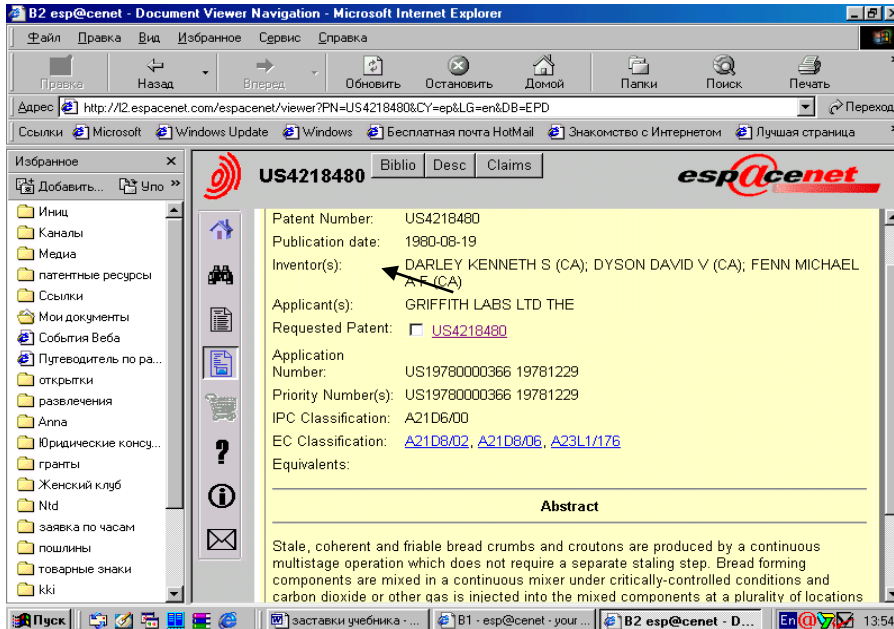 B2 esp@cenet - Document Viewer Navigation - Microsoft Internet Explorer
Файл Правка Вид Избранное Сервис Справка
Правка Назад Вперед Обновить Остановить Домой Папки Поиск Печать
Адрес http://l2.espacenet.com/espacenet/viewer?PN=US4218480&CY=ep&LG=en&DB=EPD Переход
Ссылки Microsoft Windows Update Windows Бесплатная почта HotMail Знакомство с Интернетом Лучшая страница
Избранное
Добавить... Упо
Иниц
Каналы
Медиа
патентные ресурсы
Ссылки
Мои документы
События Веба
Путеводитель по ра...
открытки
развлечения
Anna
Юридические консу...
гранты
Женский клуб
Ntd
заявка по часам
пошлины
товарные знаки
kki
US4218480 Biblio Desc Claims esp@cenet
Patent Number: US4218480
Publication date: 1980-08-19
Inventor(s): DARLEY KENNETH S (CA); DYSON DAVID V (CA); FENN MICHAEL
A F (CA)
Applicant(s): GRIFFITH LABS LTD THE
Requested Patent: US4218480
Application
Number: US19780000366 19781229
Priority Number(s): US19780000366 19781229
IPC Classification: A21D6/00
EC Classification: A21D8/02, A21D8/06, A23L1/176
Equivalents:
Abstract
Stale, coherent and friable bread crumbs and croutons are produced by a continuous
multistage operation which does not require a separate staling step. Bread forming
components are mixed in a continuous mixer under critically-controlled conditions and
carbon dioxide or other gas is injected into the mixed components at a plurality of locations
Пуск заставки учебника - ... B1 - esp@cenet - your ... B2 esp@cenet - D... En 13:56